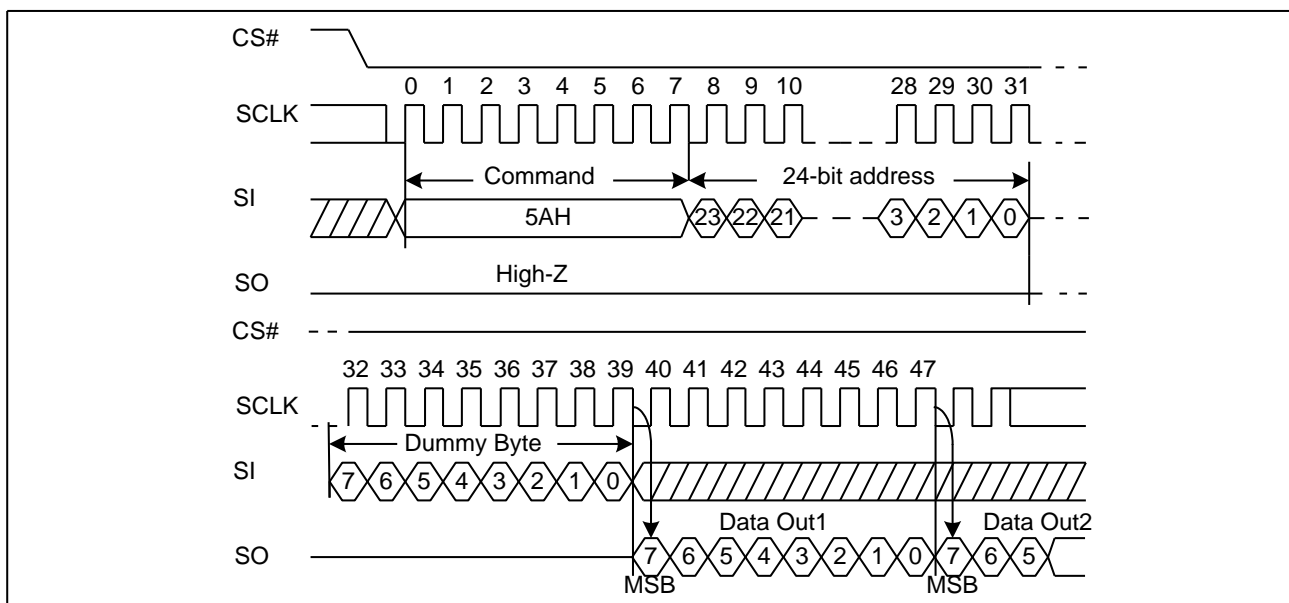 CS#
0 1 2 3 4 5 6 7 8 9 10 28 29 30 31
SCLK
Command 24-bit address
SI
5AH 23 22 21 3 2 1 0
High-Z
SO
CS#
32 33 34 35 36 37 38 39 40 41 42 43 44 45 46 47
SCLK
Dummy Byte
SI
7 6 5 4 3 2 1 0
Data Out1 Data Out2
SO
7 6 5 4 3 2 1 0 7 6 5
MSB MSB